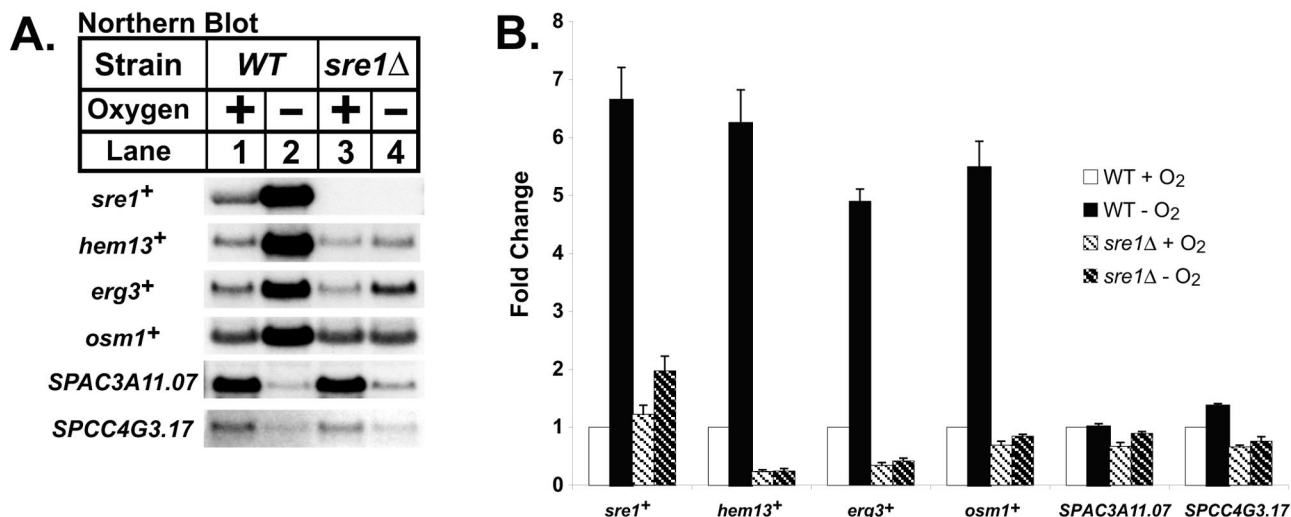 A.
Northern Blot
Strain WT sre1Δ
Oxygen + − + −
Lane 1 2 3 4
sre1+
hem13+
erg3+
osm1+
SPAC3A11.07
SPCC4G3.17
B.
Fold Change
8
7
6
5
4
3
2
1
0
WT + O2
WT - O2
sre1Δ + O2
sre1Δ - O2
sre1+ hem13+ erg3+ osm1+ SPAC3A11.07 SPCC4G3.17